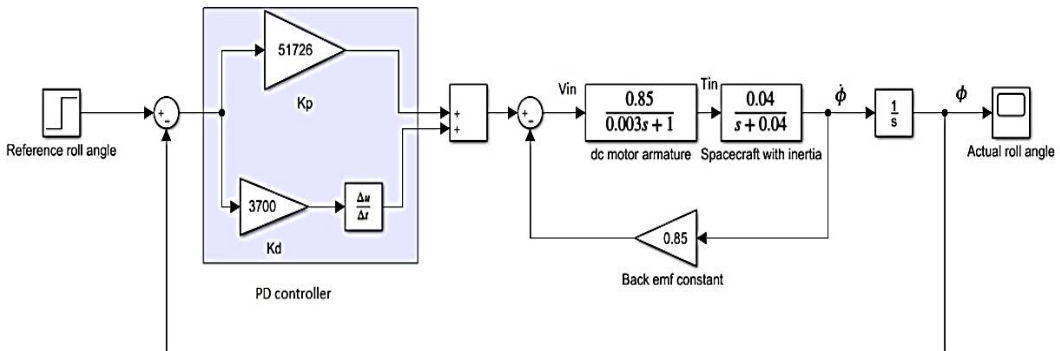 51726
Kp
+
−
Reference roll angle
3700
Kd
Δu
Δt
PD controller
+
+
+
−
Vin
0.85
0.003s + 1
dc motor armature
Tin
0.04
s + 0.04
Spacecraft with inertia
ϕ̇
1
s
ϕ
Actual roll angle
0.85
Back emf constant